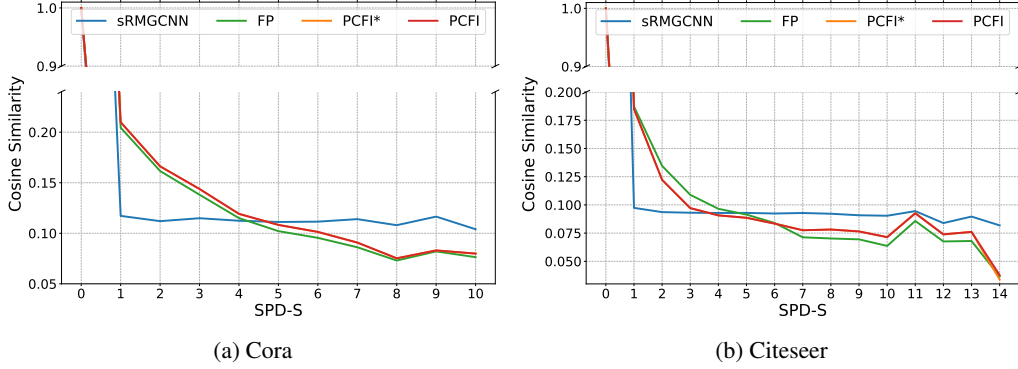 sRMGCNN FP PCFI* PCFI
1.0
0.9
0.20
0.15
0.10
0.05
Cosine Similarity
0 1 2 3 4 5 6 7 8 9 10
SPD-S
(a) Cora
sRMGCNN FP PCFI* PCFI
1.0
0.9
0.200
0.175
0.150
0.125
0.100
0.075
0.050
Cosine Similarity
0 1 2 3 4 5 6 7 8 9 10 11 12 13 14
SPD-S
(b) Citeseer